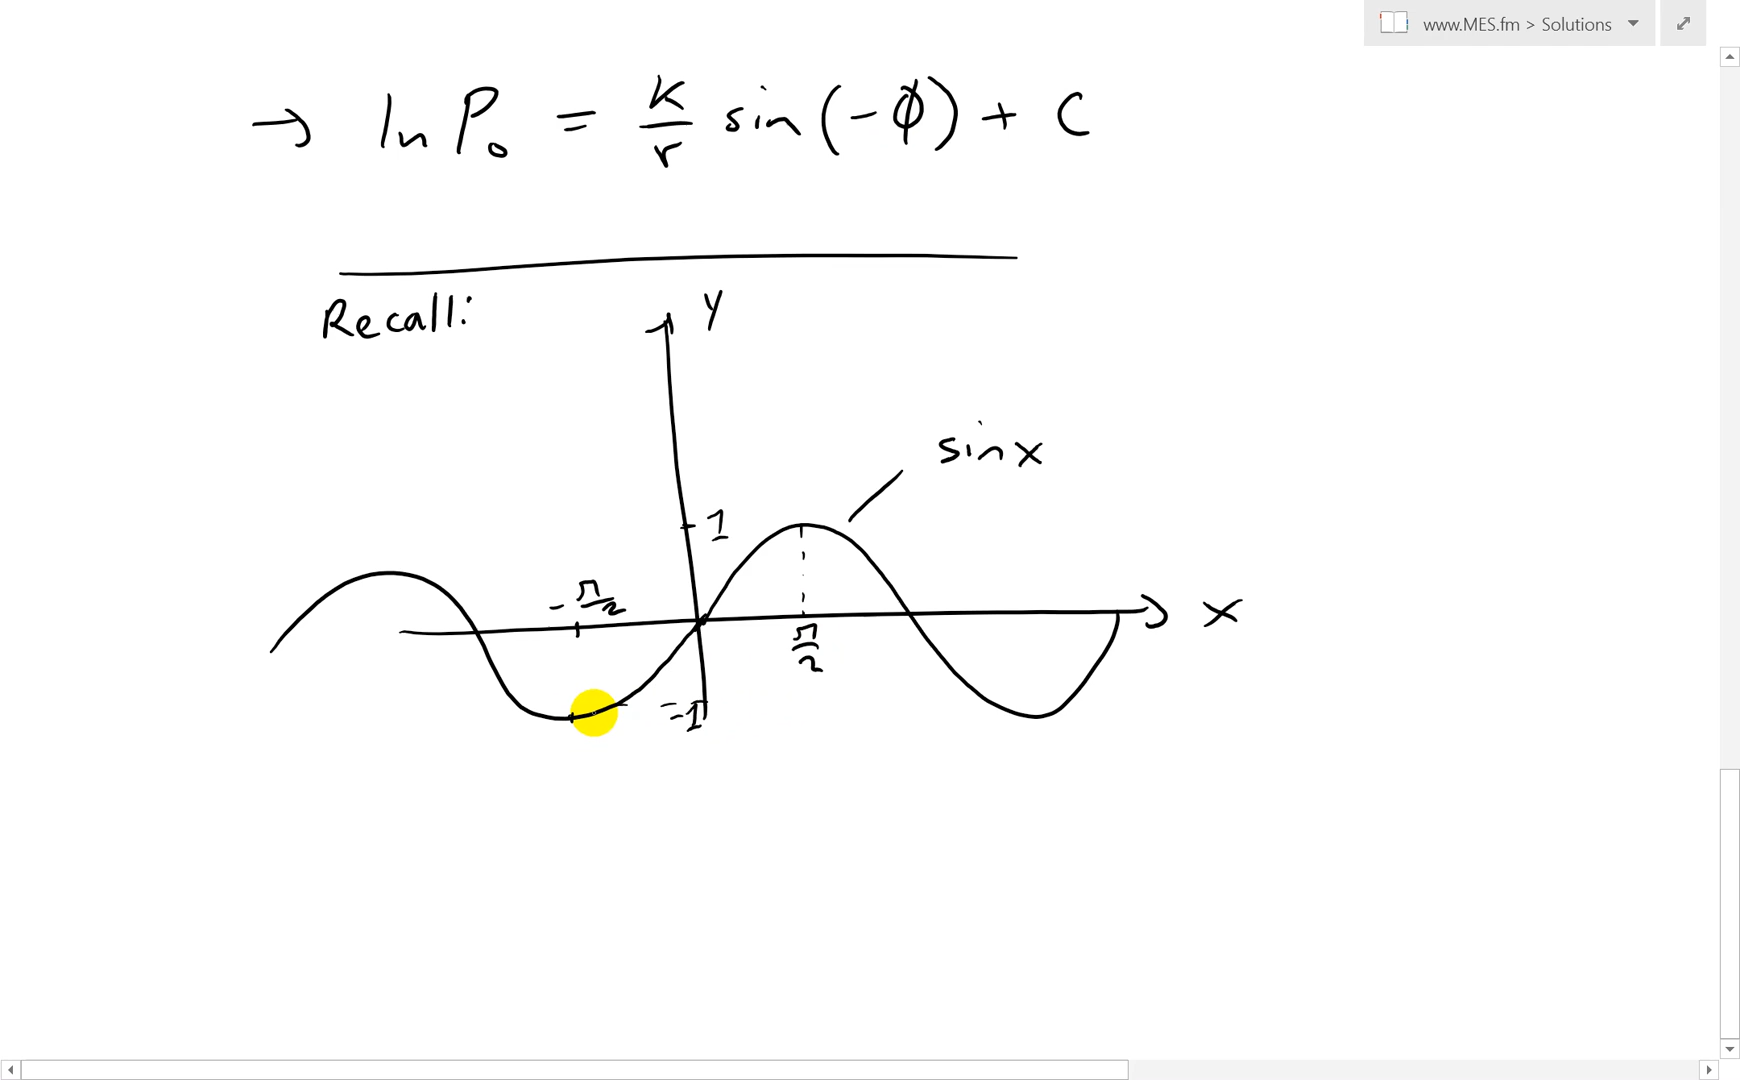 www.MES.fm > Solutions
→ ln P₀ = k/r sin(-ϕ) + C
Recall:
y
sin x
1
-π/2
x
π/2
-1